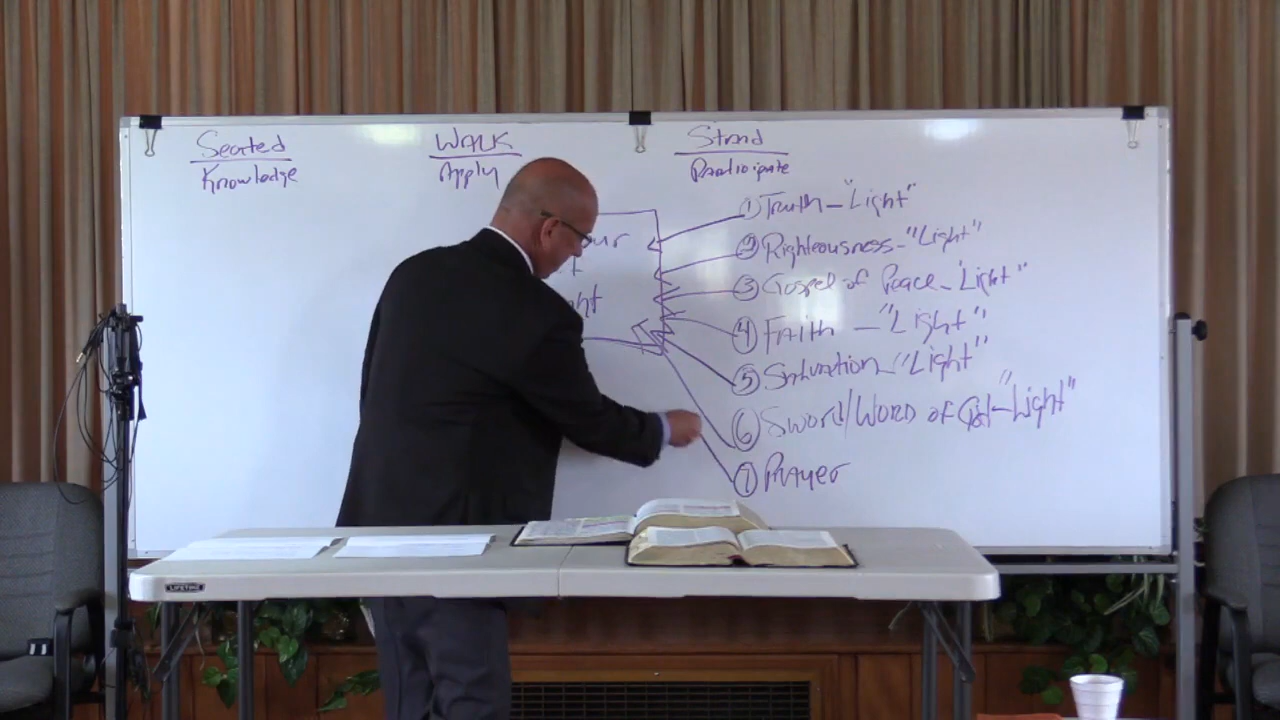 Seated
Knowledge
WALK
Apply
Stand
Participate
① Truth - "Light"
② Righteousness - "Light"
③ Gospel of Peace - "Light"
④ FAith - "Light"
⑤ Salvation "Light"
⑥ Sword/WORD of God - "Light"
⑦ Prayer
LIFETIME